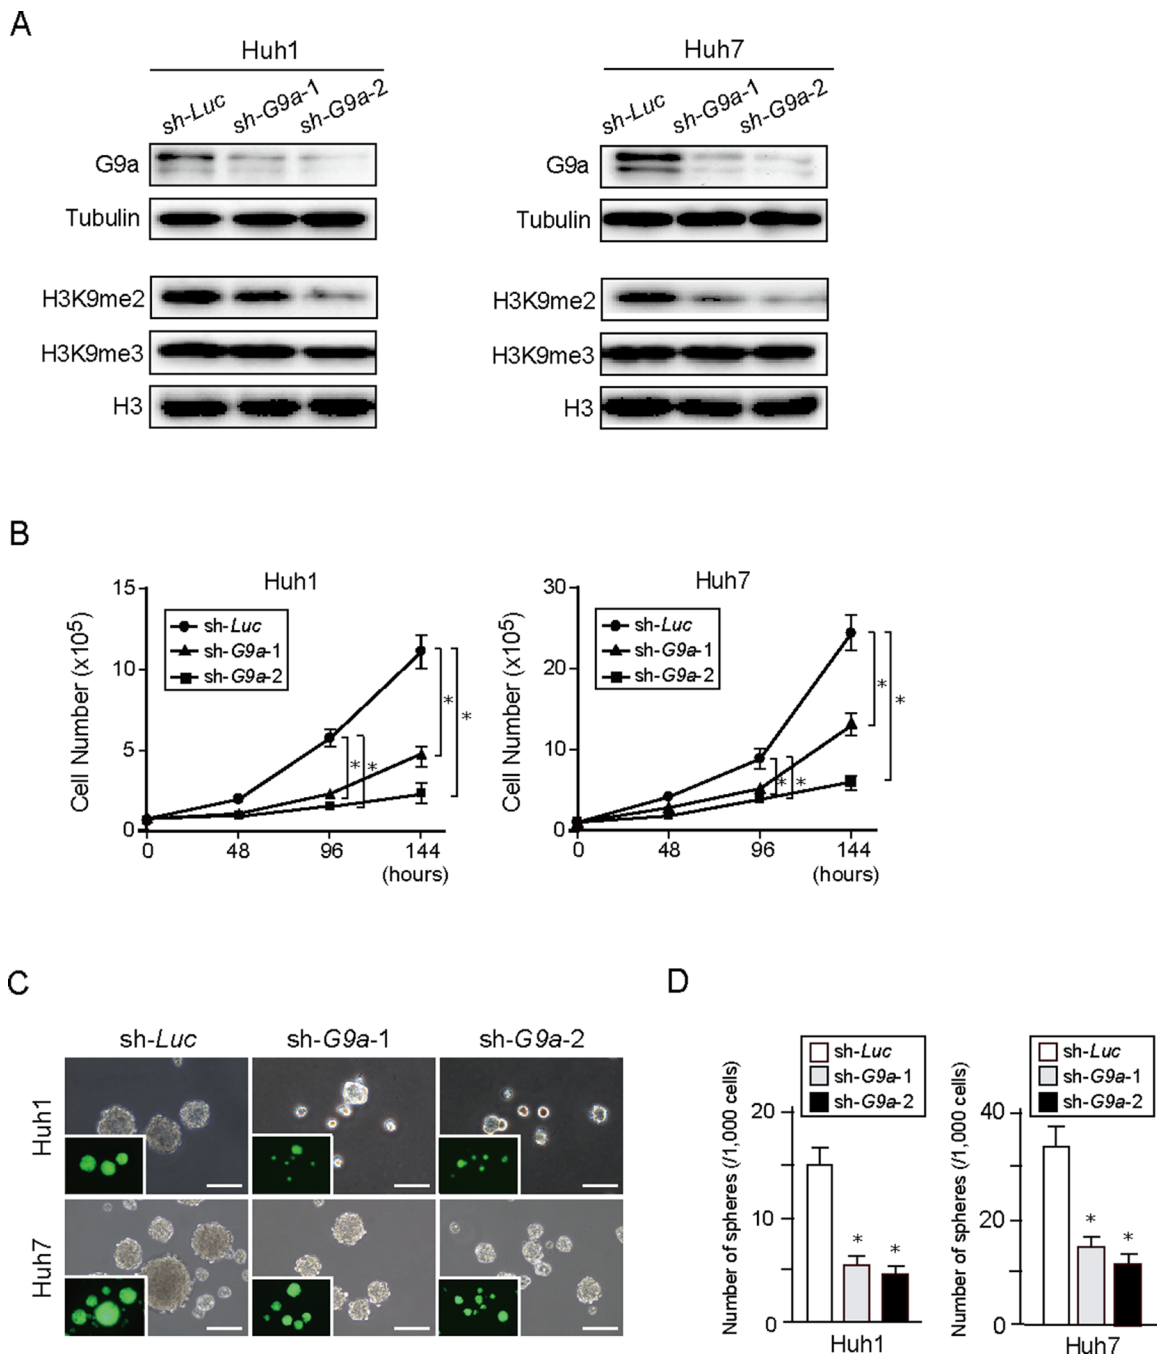 A
Huh1
Huh7
sh-Luc sh-G9a-1 sh-G9a-2
sh-Luc sh-G9a-1 sh-G9a-2
G9a
Tubulin
H3K9me2
H3K9me3
H3
G9a
Tubulin
H3K9me2
H3K9me3
H3
B
Huh1
Cell Number (x10⁵)
15
10
5
0
sh-Luc
sh-G9a-1
sh-G9a-2
* *
* *
0 48 96 144
(hours)
Huh7
Cell Number (x10⁵)
30
20
10
0
sh-Luc
sh-G9a-1
sh-G9a-2
* *
* *
0 48 96 144
(hours)
C
sh-Luc sh-G9a-1 sh-G9a-2
Huh1
Huh7
D
sh-Luc
sh-G9a-1
sh-G9a-2
Number of spheres (/1,000 cells)
20
10
0
* *
Huh1
sh-Luc
sh-G9a-1
sh-G9a-2
Number of spheres (/1,000 cells)
40
20
0
* *
Huh7